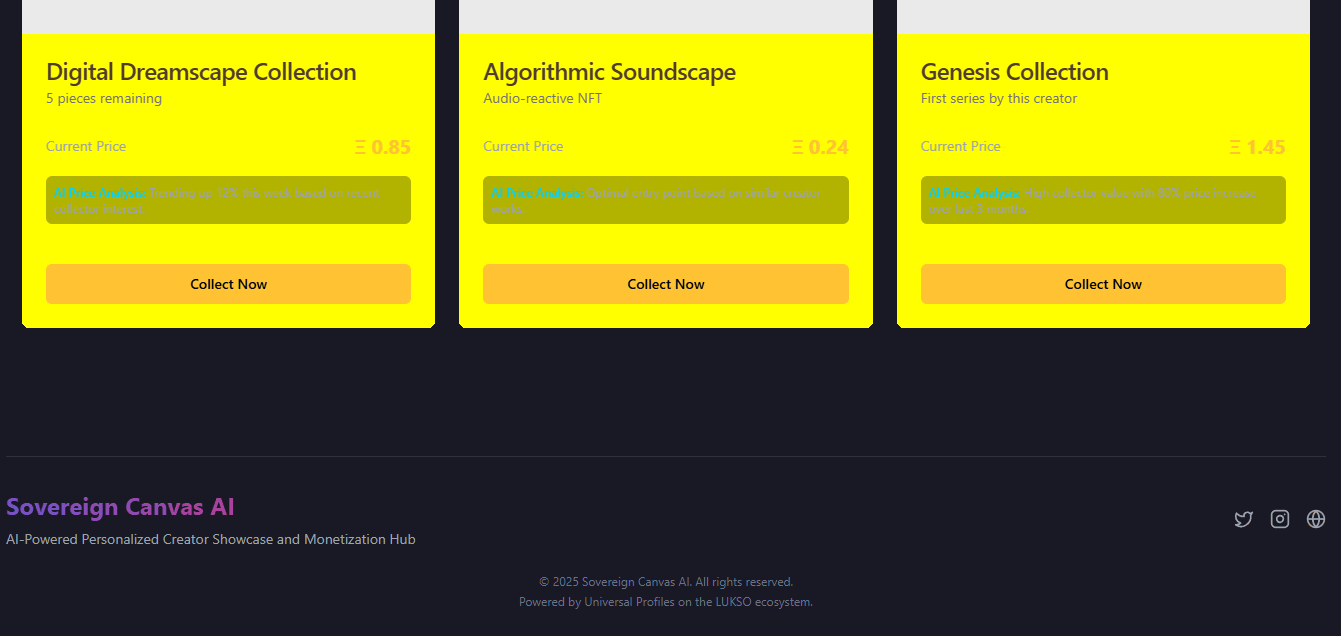 Digital Dreamscape Collection
5 pieces remaining
Current Price
Ξ 0.85
AI Price Analysis: Trending up 12% this week based on recent
collector interest.
Collect Now
Algorithmic Soundscape
Audio-reactive NFT
Current Price
Ξ 0.24
AI Price Analysis: Optimal entry point based on similar creator
works.
Collect Now
Genesis Collection
First series by this creator
Current Price
Ξ 1.45
AI Price Analysis: High collector value with price increase
over last months.
Collect Now
Sovereign Canvas AI
AI-Powered Personalized Creator Showcase and Monetization Hub
© 2025 Sovereign Canvas AI. All rights reserved.
Powered by Universal Profiles on the LUKSO ecosystem.